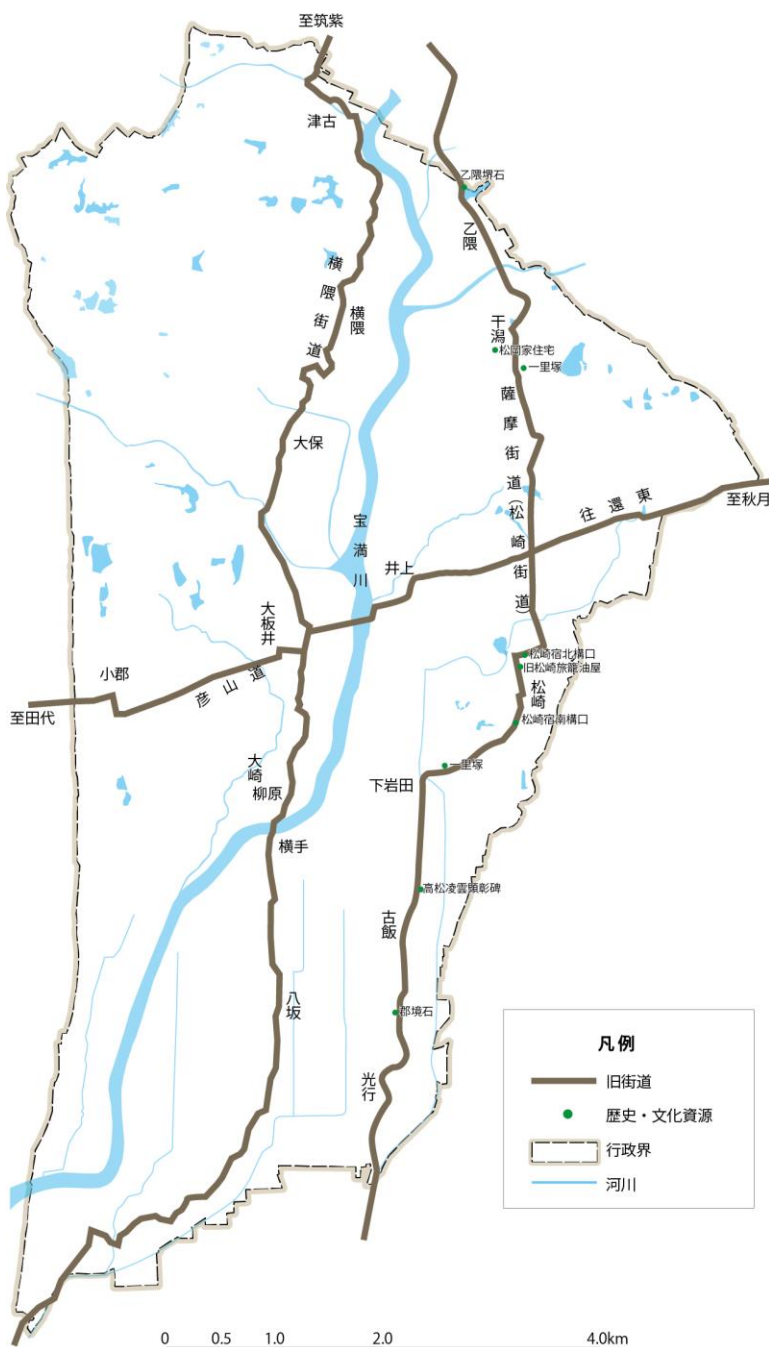 至筑紫
津古
乙隈堺石
乙隈
横隈街道
横隈
干潟
松岡家住宅
一里塚
薩摩街道(松崎街道)
大保
宝満川
往還東
至秋月
井上
大板井
小郡
彦山道
至田代
松崎宿北構口
旧松崎旅籠油屋
松崎
松崎宿南構口
大崎
柳原
一里塚
下岩田
横手
高松凌雲顕彰碑
古飯
八坂
郡境石
光行
凡例
旧街道
歴史・文化資源
行政界
河川
0 0.5 1.0 2.0 4.0km